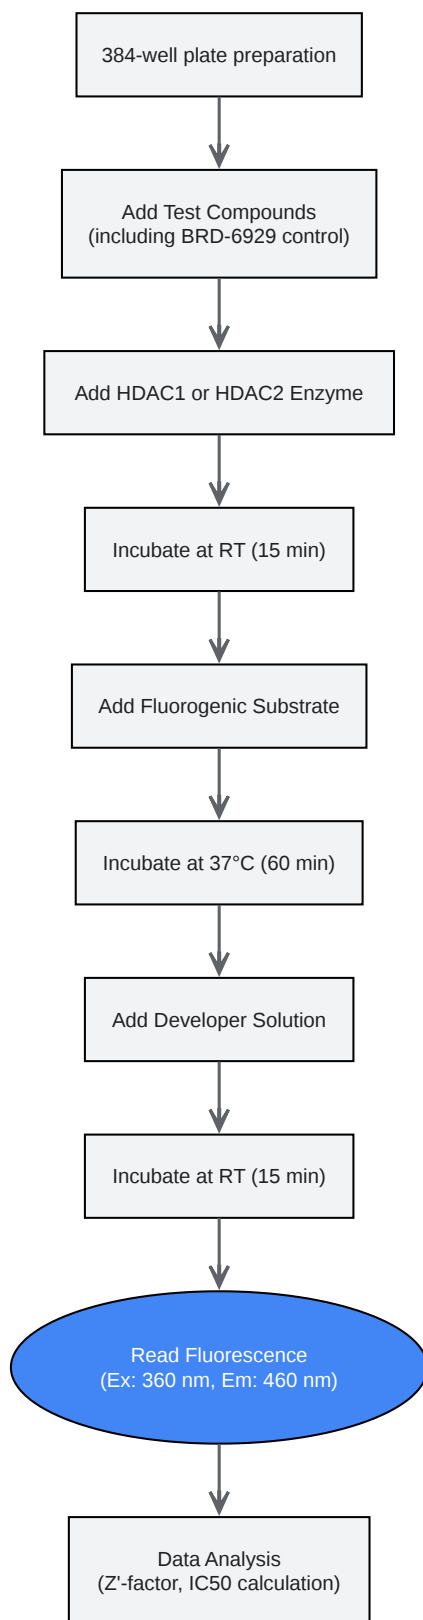 384-well plate preparation
Add Test Compounds
(including BRD-6929 control)
Add HDAC1 or HDAC2 Enzyme
Incubate at RT (15 min)
Add Fluorogenic Substrate
Incubate at 37°C (60 min)
Add Developer Solution
Incubate at RT (15 min)
Read Fluorescence
(Ex: 360 nm, Em: 460 nm)
Data Analysis
(Z'-factor, IC50 calculation)